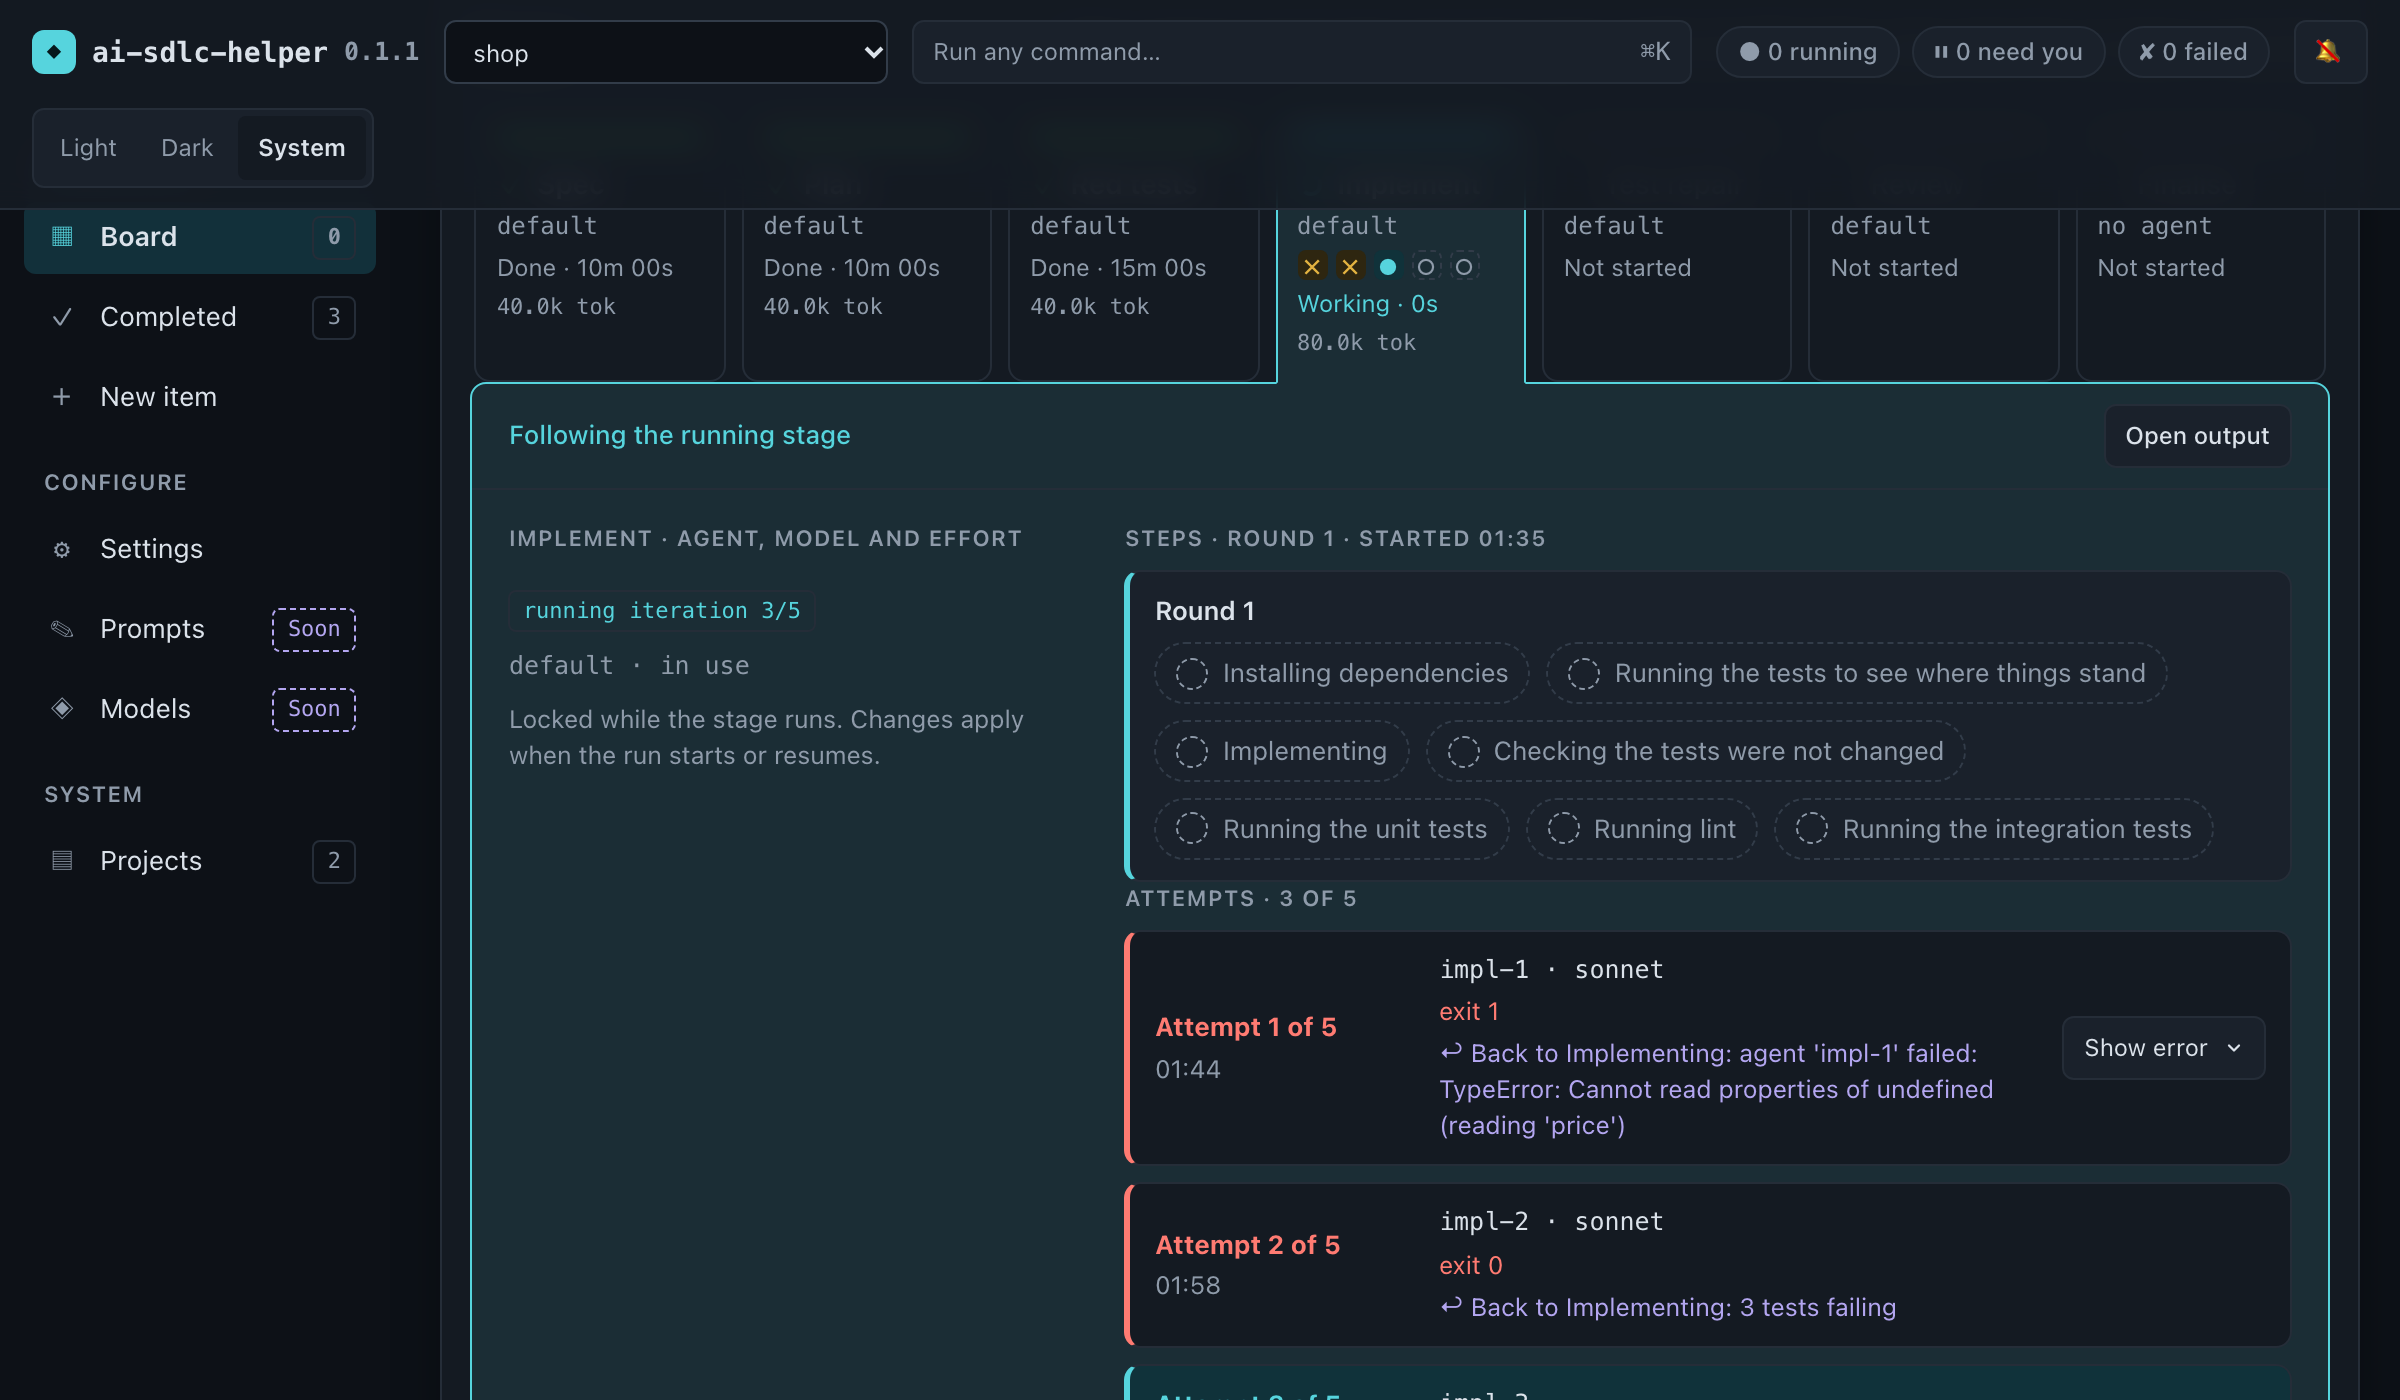 ai-sdlc-helper 0.1.1
shop
Run any command...
⌘K
0 running
0 need you
✘ 0 failed
Light
Dark
System
Board
0
Completed
3
New item
CONFIGURE
Settings
Prompts
Soon
Models
Soon
SYSTEM
Projects
2
default
Done · 10m 00s
40.0k tok
default
Done · 10m 00s
40.0k tok
default
Done · 15m 00s
40.0k tok
default
Working · 0s
80.0k tok
default
Not started
default
Not started
no agent
Not started
Following the running stage
Open output
IMPLEMENT · AGENT, MODEL AND EFFORT
running iteration 3/5
default · in use
Locked while the stage runs. Changes apply
when the run starts or resumes.
STEPS · ROUND 1 · STARTED 01:35
Round 1
Installing dependencies
Running the tests to see where things stand
Implementing
Checking the tests were not changed
Running the unit tests
Running lint
Running the integration tests
ATTEMPTS · 3 OF 5
Attempt 1 of 5
01:44
impl-1 · sonnet
exit 1
↩ Back to Implementing: agent 'impl-1' failed:
TypeError: Cannot read properties of undefined
(reading 'price')
Show error
Attempt 2 of 5
01:58
impl-2 · sonnet
exit 0
↩ Back to Implementing: 3 tests failing